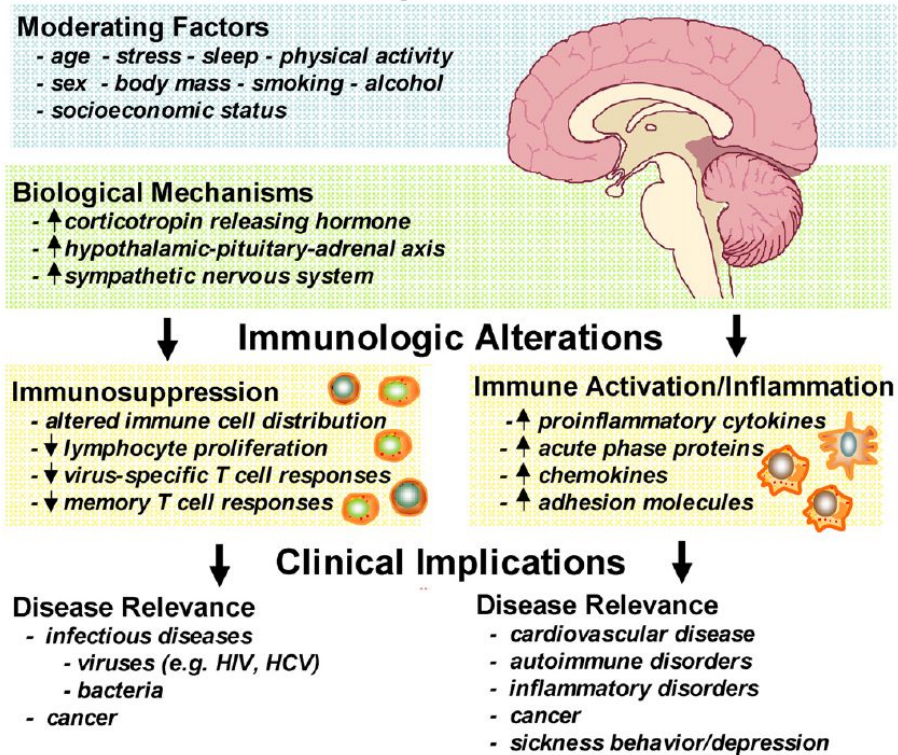 Moderating Factors
- age - stress - sleep - physical activity
- sex - body mass - smoking - alcohol
- socioeconomic status
Biological Mechanisms
- ↑corticotropin releasing hormone
- ↑hypothalamic-pituitary-adrenal axis
- ↑sympathetic nervous system
Immunologic Alterations
Immunosuppression
- altered immune cell distribution
- ↓ lymphocyte proliferation
- ↓ virus-specific T cell responses
- ↓ memory T cell responses
Immune Activation/Inflammation
- ↑ proinflammatory cytokines
- ↑ acute phase proteins
- ↑ chemokines
- ↑ adhesion molecules
Clinical Implications
Disease Relevance
- infectious diseases
- viruses (e.g. HIV, HCV)
- bacteria
- cancer
Disease Relevance
- cardiovascular disease
- autoimmune disorders
- inflammatory disorders
- cancer
- sickness behavior/depression